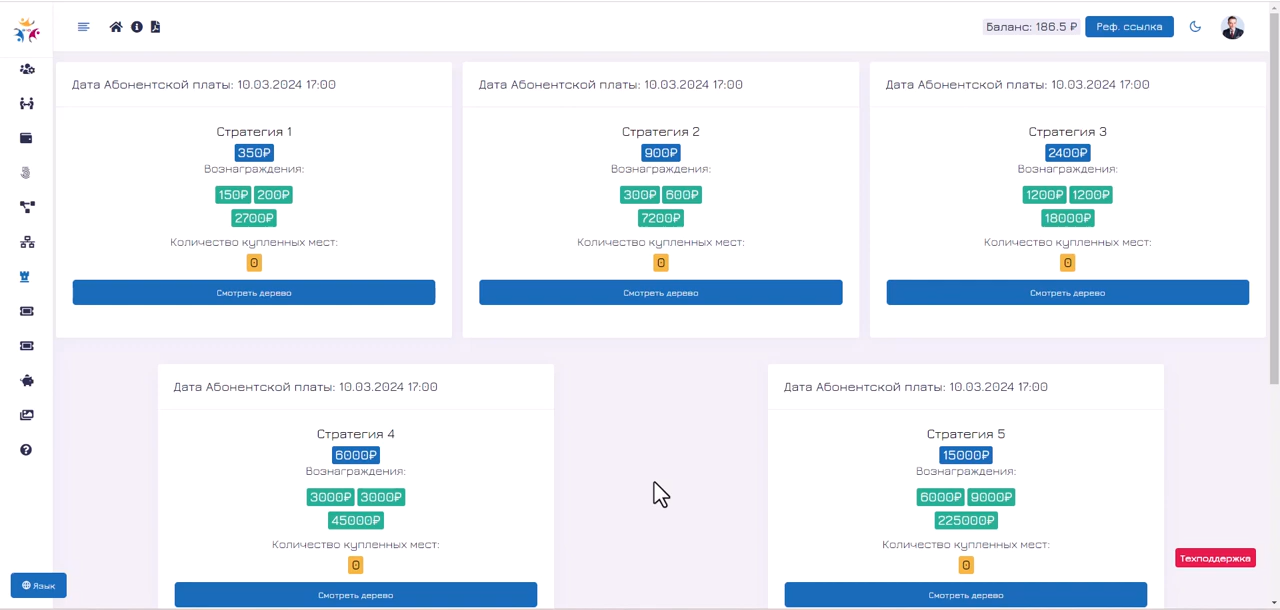 Баланс: 186.5 ₽ Реф. ссылка
Дата Абонентской платы: 10.03.2024 17:00
Стратегия 1
350₽
Вознаграждения:
150₽ 200₽
2700₽
Количество купленных мест:
0
Смотреть дерево
Дата Абонентской платы: 10.03.2024 17:00
Стратегия 2
900₽
Вознаграждения:
300₽ 600₽
7200₽
Количество купленных мест:
0
Смотреть дерево
Дата Абонентской платы: 10.03.2024 17:00
Стратегия 3
2400₽
Вознаграждения:
1200₽ 1200₽
18000₽
Количество купленных мест:
0
Смотреть дерево
Дата Абонентской платы: 10.03.2024 17:00
Стратегия 4
6000₽
Вознаграждения:
3000₽ 3000₽
45000₽
Количество купленных мест:
0
Смотреть дерево
Дата Абонентской платы: 10.03.2024 17:00
Стратегия 5
15000₽
Вознаграждения:
6000₽ 9000₽
225000₽
Количество купленных мест:
0
Смотреть дерево
Техподдержка
Язык